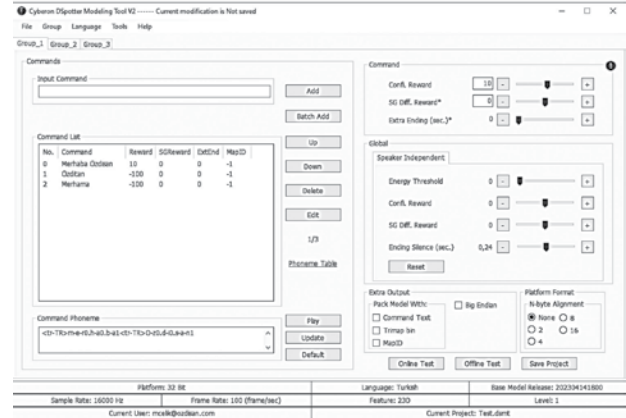 Cyberon DSpotter Modeling Tool V2 ------ Current modification is Not saved
File Group Language Tools Help
Group_1 Group_2 Group_3
Commands
Input Command
Add
Batch Add
Command List
No. Command Reward SGReward ExtEnd MapID
0 Merhaba Ozdisan 10 0 0 -1
1 Ozditan -100 0 0 -1
2 Merhama -100 0 0 -1
Up
Down
Delete
Edit
1/3
Phoneme Table
Command Phoneme
Play
Update
Default
Command
Confi. Reward 10 - +
SG Diff. Reward* 0 - +
Extra Ending (sec.)* 0 - +
Global
Speaker Independent
Energy Threshold 0 - +
Confi. Reward 0 - +
SG Diff. Reward 0 - +
Ending Silence (sec.) 0,24 - +
Reset
Extra Output
Pack Model With:
Command Text
Trimap bin
MapID
Big Endian
Platform Format
N-byte Alignment
None 8
2 16
4
Online Test Offline Test Save Project
Platform: 32 Bit Language: Turkish Base Model Release: 202304141800
Sample Rate: 16000 Hz Frame Rate: 100 (frame/sec) Feature: 23D Level: 1
Current User: mcelik@ozdisan.com Current Project: Test.dsmt